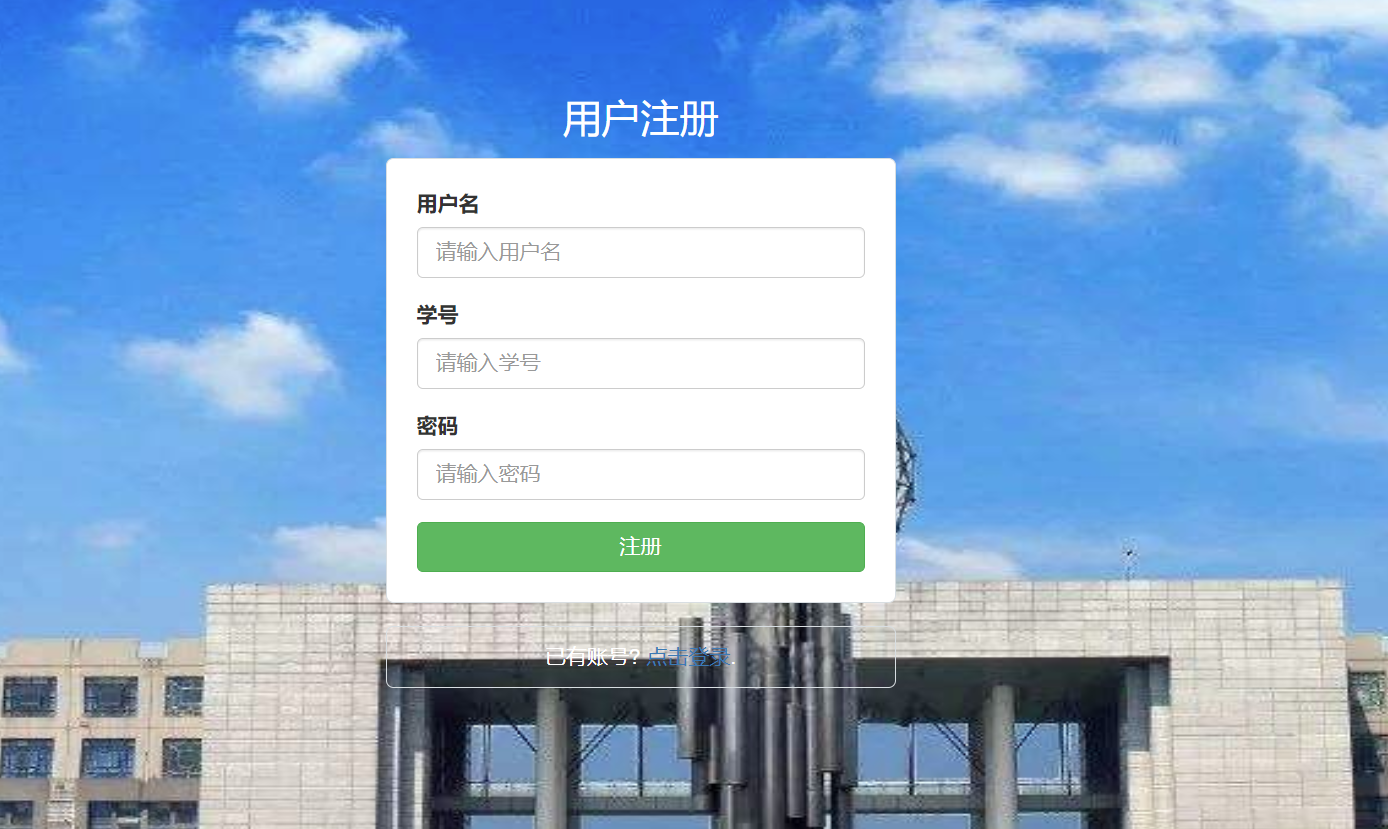 用户注册
用户名
请输入用户名
学号
请输入学号
密码
请输入密码
注册
已有账号? 点击登录.